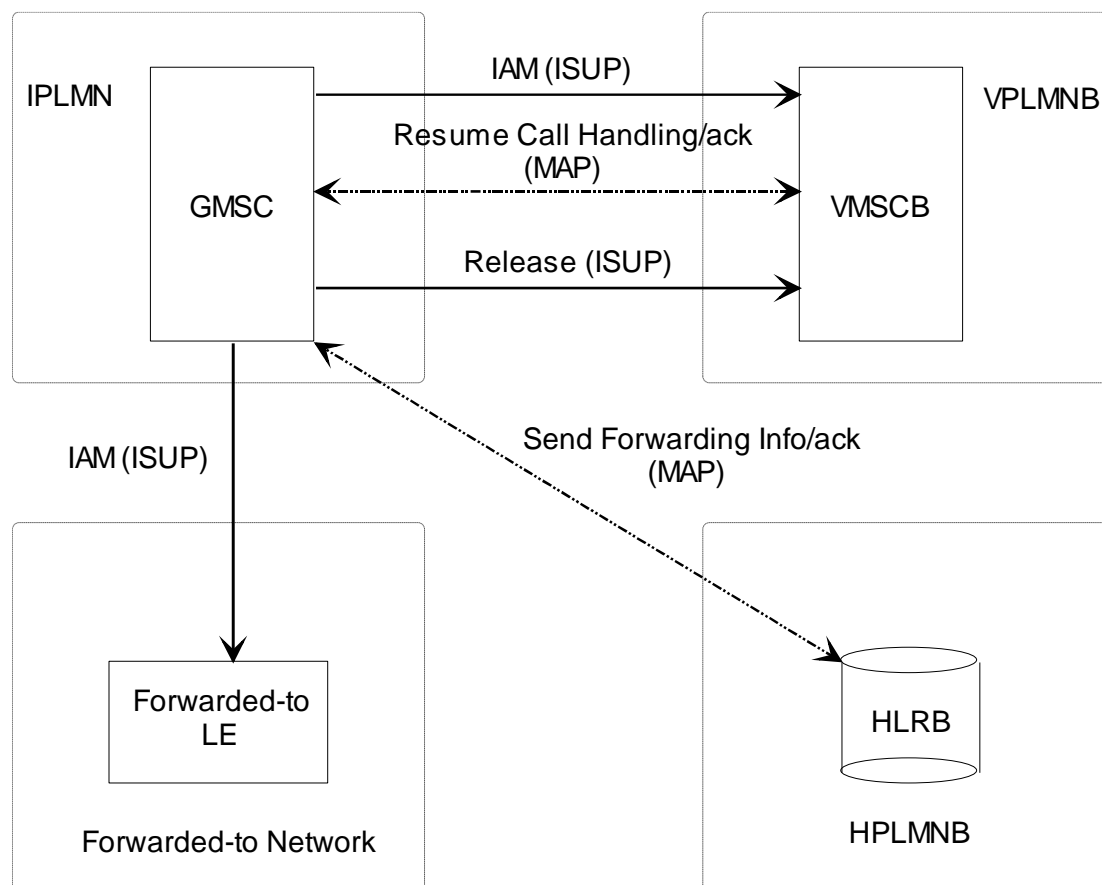 IAM (ISUP)
IPLMN
VPLMNB
Resume Call Handling/ack
(MAP)
GMSC
VMSCB
Release (ISUP)
Send Forwarding Info/ack
(MAP)
IAM (ISUP)
Forwarded-to
LE
HLRB
Forwarded-to Network
HPLMNB